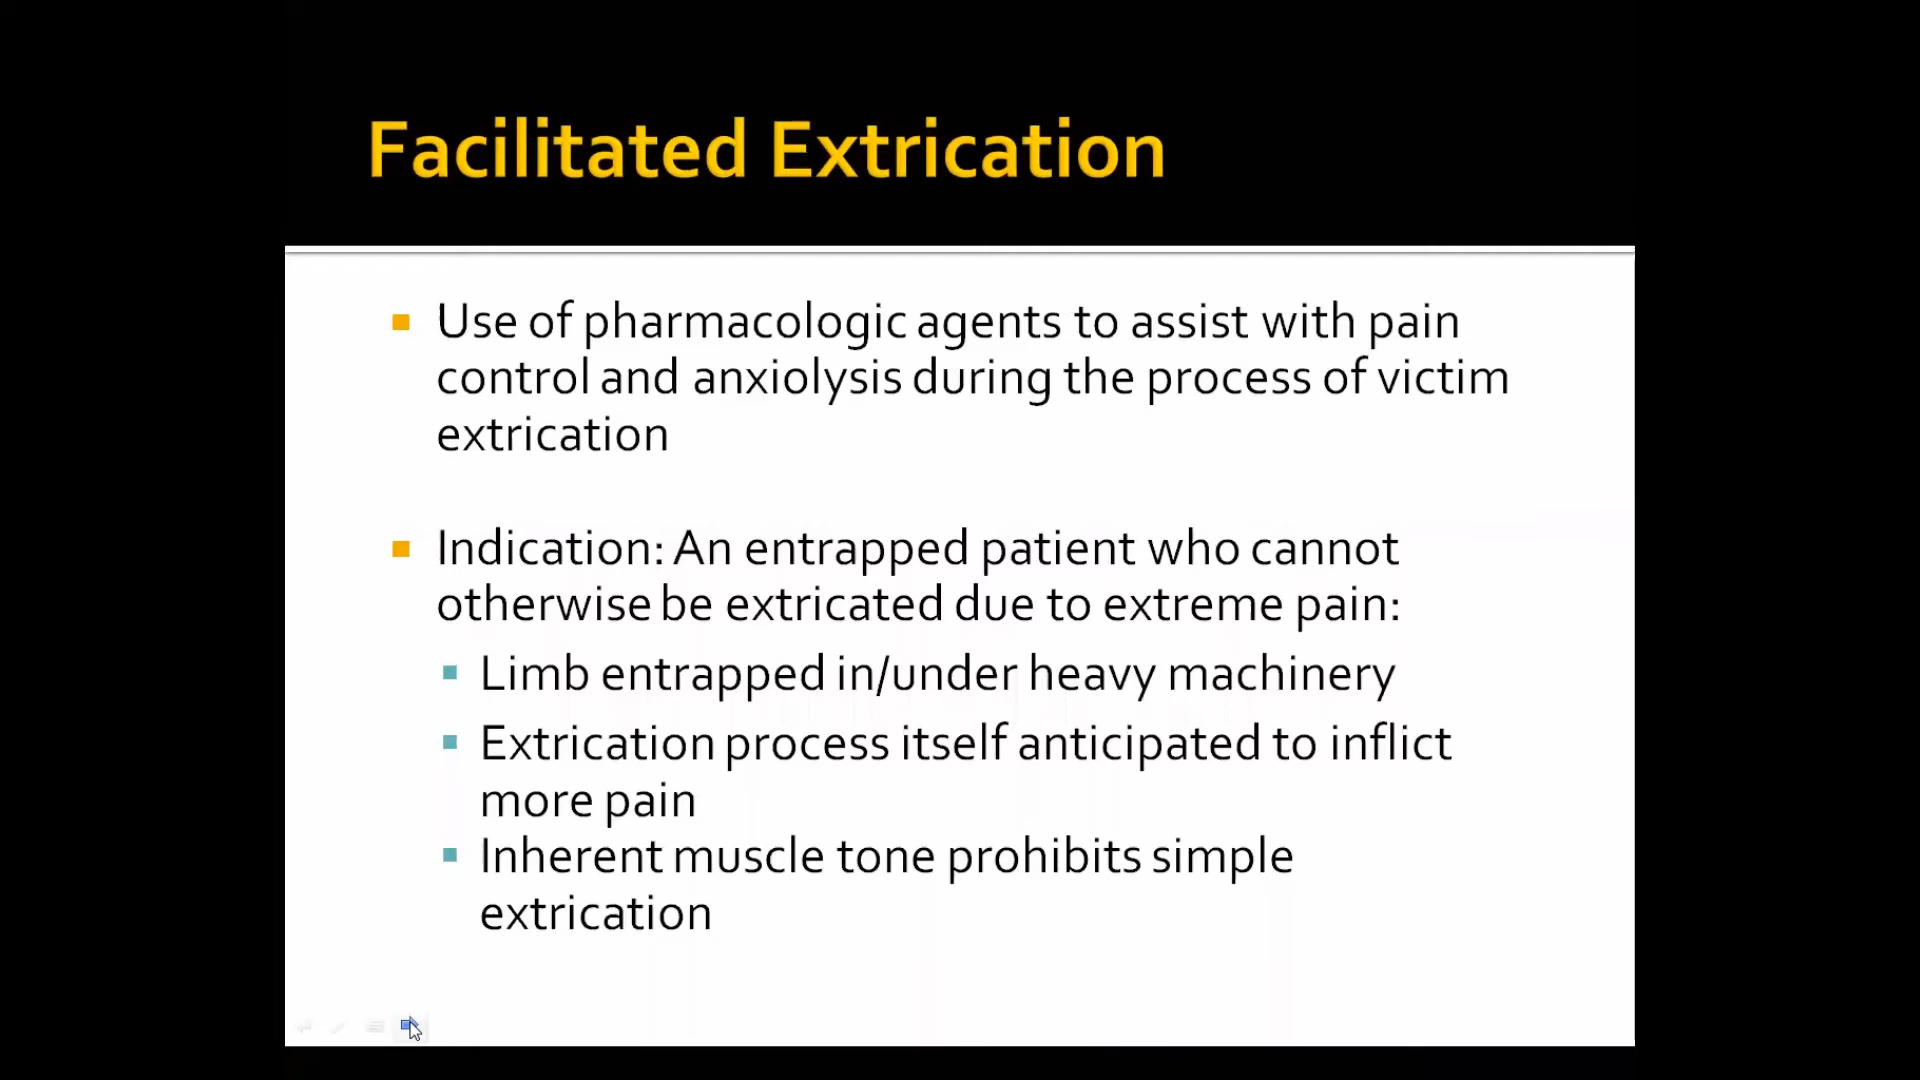 Facilitated Extrication
Use of pharmacologic agents to assist with pain
control and anxiolysis during the process of victim
extrication
Indication: An entrapped patient who cannot
otherwise be extricated due to extreme pain:
Limb entrapped in/under heavy machinery
Extrication process itself anticipated to inflict
more pain
Inherent muscle tone prohibits simple
extrication